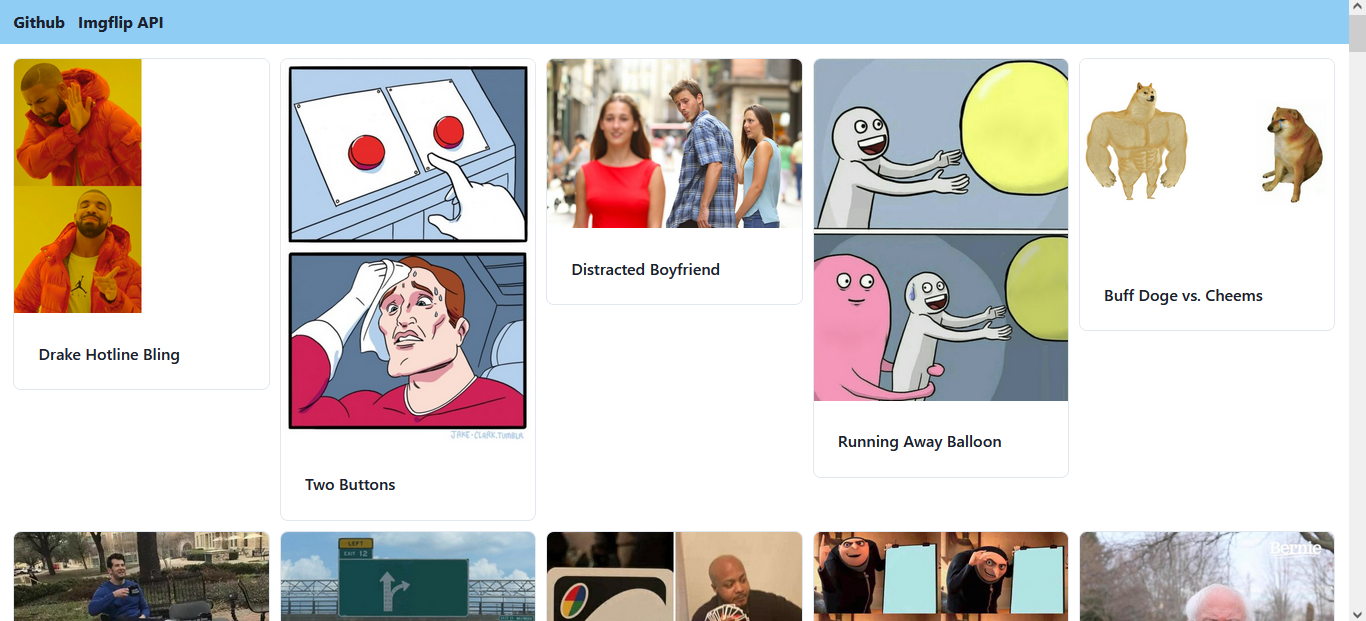 Github Imgflip API
JAKE-CLARK.TUMBLR
Distracted Boyfriend
Buff Doge vs. Cheems
Drake Hotline Bling
Running Away Balloon
Two Buttons
LEFT
EXIT 12
Bernie